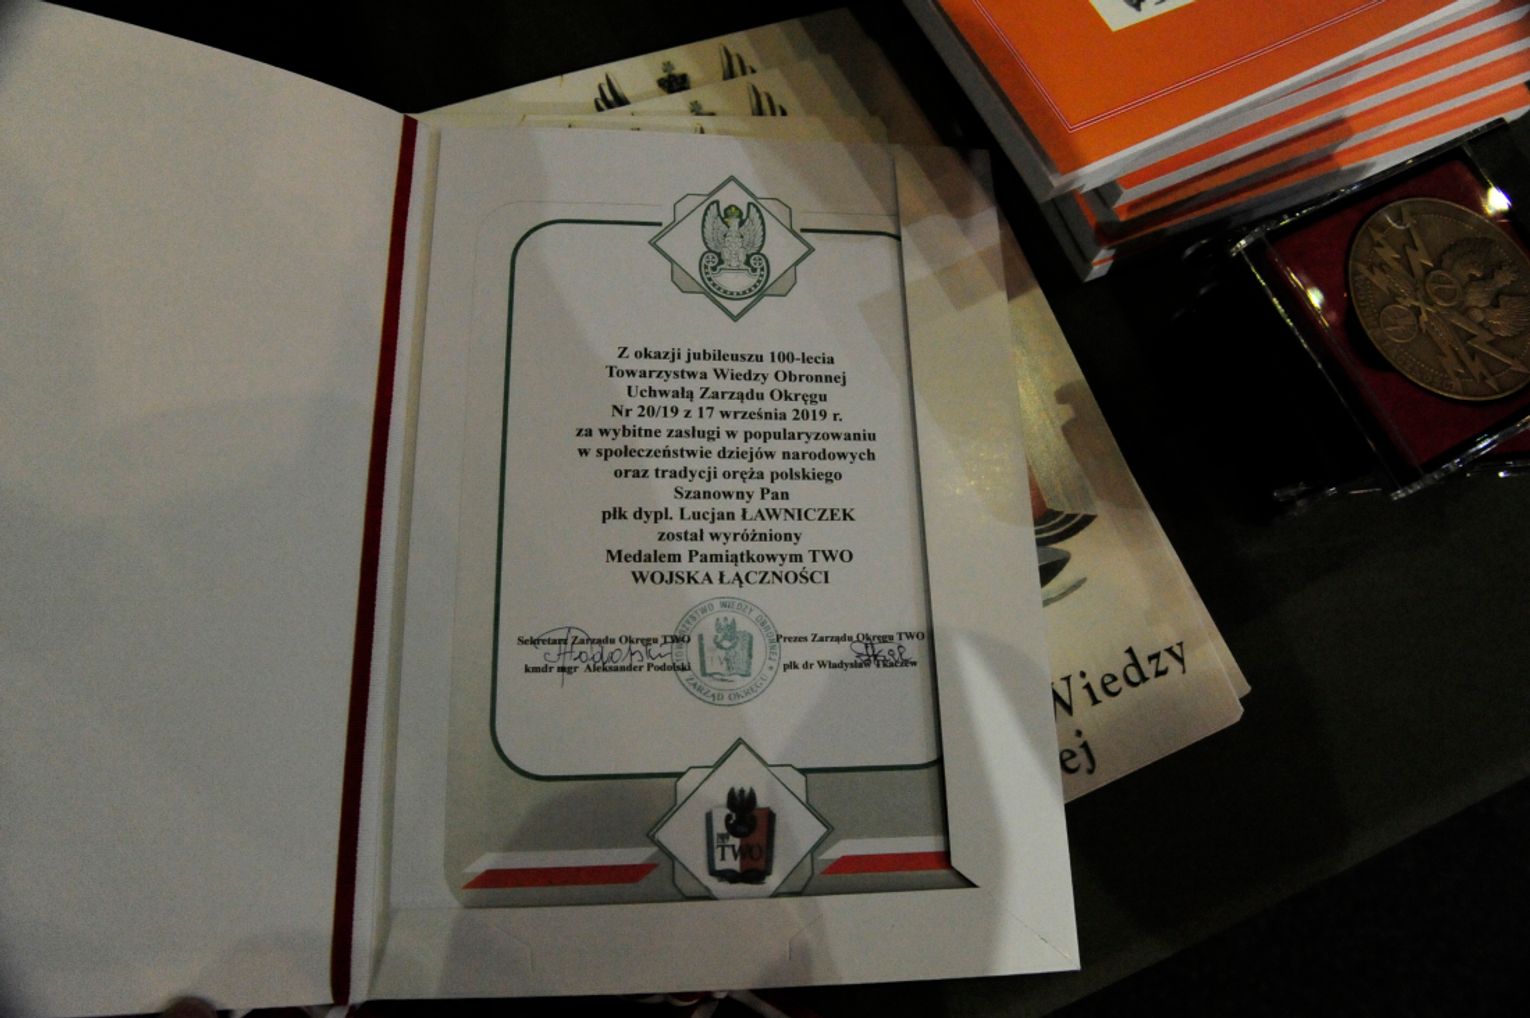 Z okazji jubileuszu 100-lecia
Towarzystwa Wiedzy Obronnej
Uchwałą Zarządu Okręgu
Nr 20/19 z 17 września 2019 r.
za wybitne zasługi w popularyzowaniu
w społeczeństwie dziejów narodowych
oraz tradycji oręża polskiego
Szanowny Pan
płk dypl. Lucjan ŁAWNICZEK
został wyróżniony
Medalem Pamiątkowym TWO
WOJSKA ŁĄCZNOŚCI
Sekretarz Zarządu Okręgu TWO
kmdr mgr Aleksander Podolski
TOWARZYSTWO WIEDZY OBRONNEJ
ZARZĄD OKRĘGU
Prezes Zarządu Okręgu TWO
płk dr Władysław Tkaczew
TWO
Wiedzy
ej